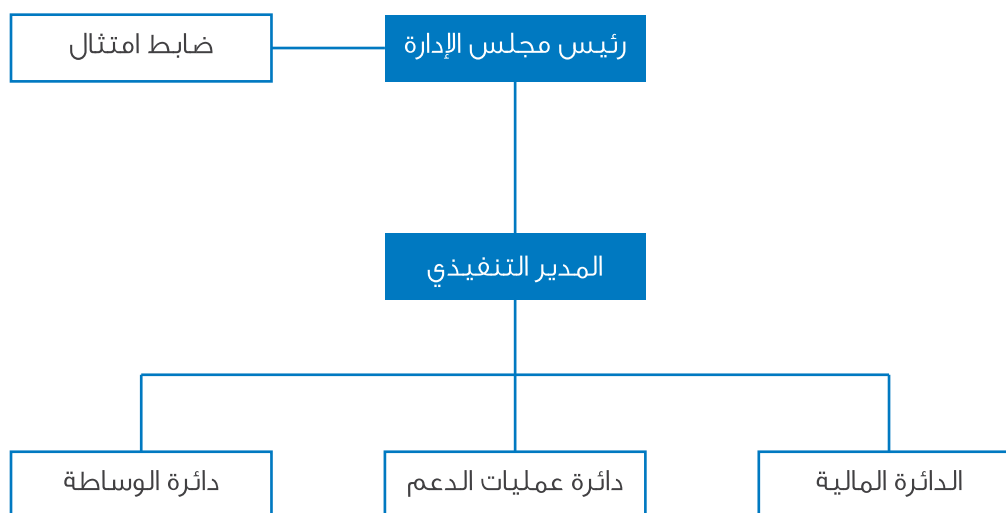 رئيس مجلس الإدارة
ضابط امتثال
المدير التنفيذي
الدائرة المالية
دائرة عمليات الدعم
دائرة الوساطة